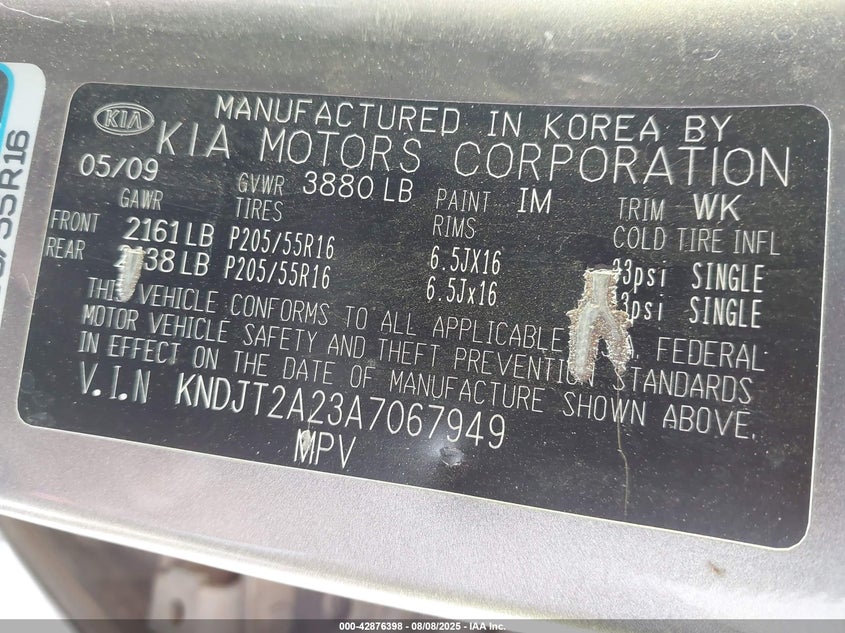 MANUFACTURED IN KOREA BY
KIA KIA MOTORS CORPORATION
05/09 GVWR 3880 LB PAINT IM TRIM WK
GAWR TIRES RIMS COLD TIRE INFL
FRONT 2161 LB P205/55R16 6.5JX16 33psi SINGLE
REAR P205/55R16 6.5Jx16 SINGLE
THIS VEHICLE CONFORMS TO ALL APPLICABLE FEDERAL
MOTOR VEHICLE SAFETY AND THEFT PREVENTION STANDARDS
IN EFFECT ON THE DATE OF MANUFACTURE SHOWN ABOVE.
V.I.N KNDJT2A23A7067949
MPV
55R16
000-42876398 - 08/08/2025 - IAA Inc.